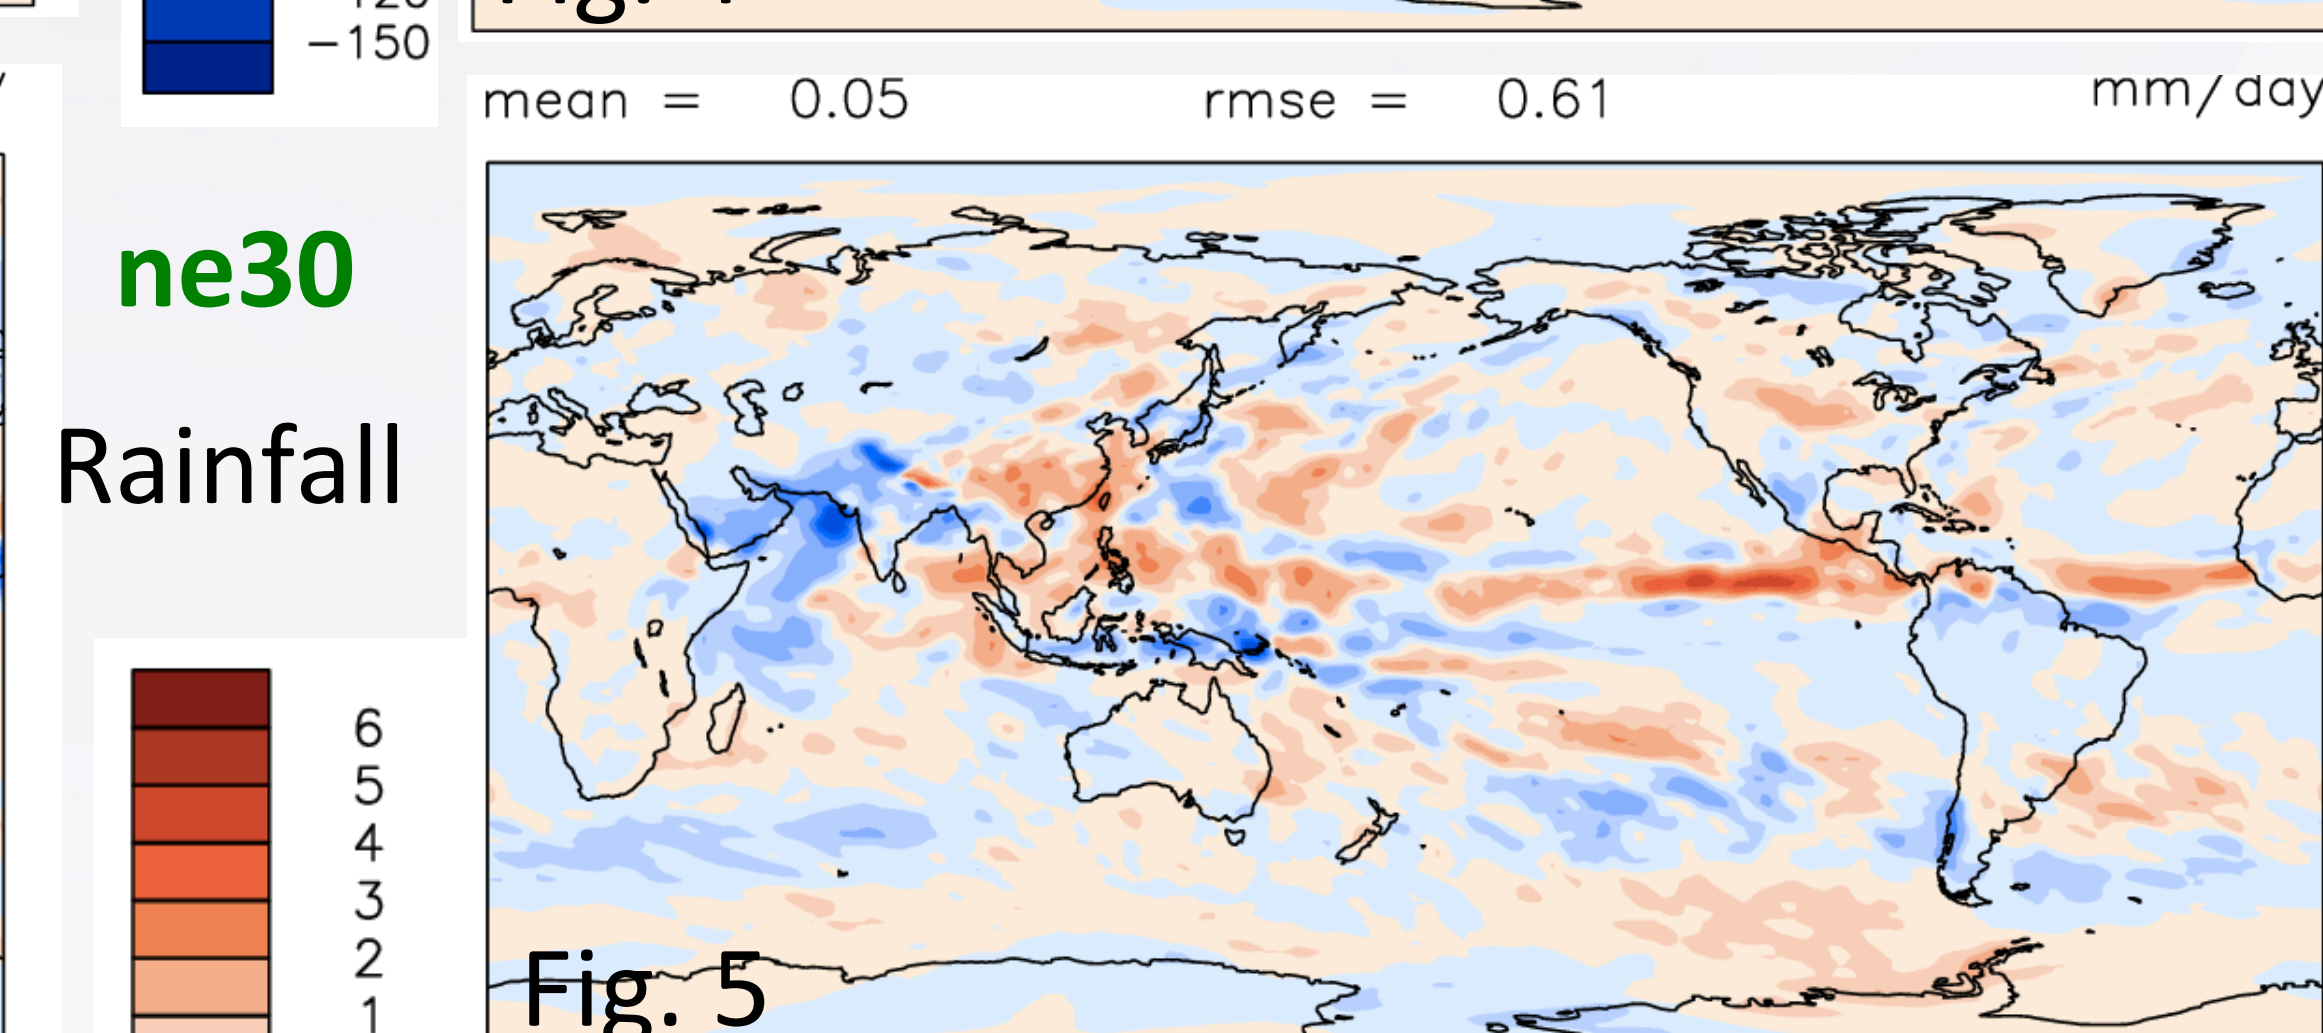 -150
mean = 0.05 rmse = 0.61 mm/day
ne30
Rainfall
6
5
4
3
2
1
Fig. 5